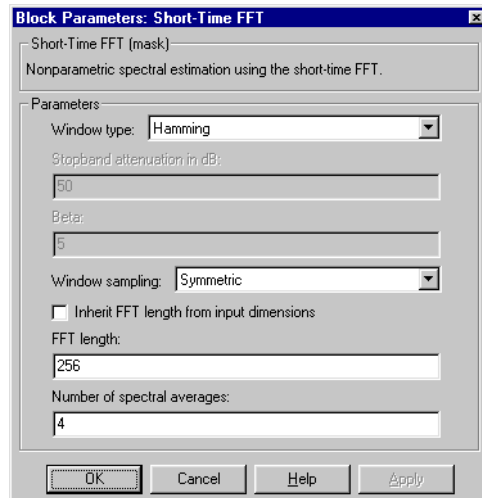 Block Parameters: Short-Time FFT
Short-Time FFT (mask)
Nonparametric spectral estimation using the short-time FFT.
Parameters
Window type: Hamming
Stopband attenuation in dB:
50
Beta:
5
Window sampling: Symmetric
Inherit FFT length from input dimensions
FFT length:
256
Number of spectral averages:
4
OK Cancel Help Apply